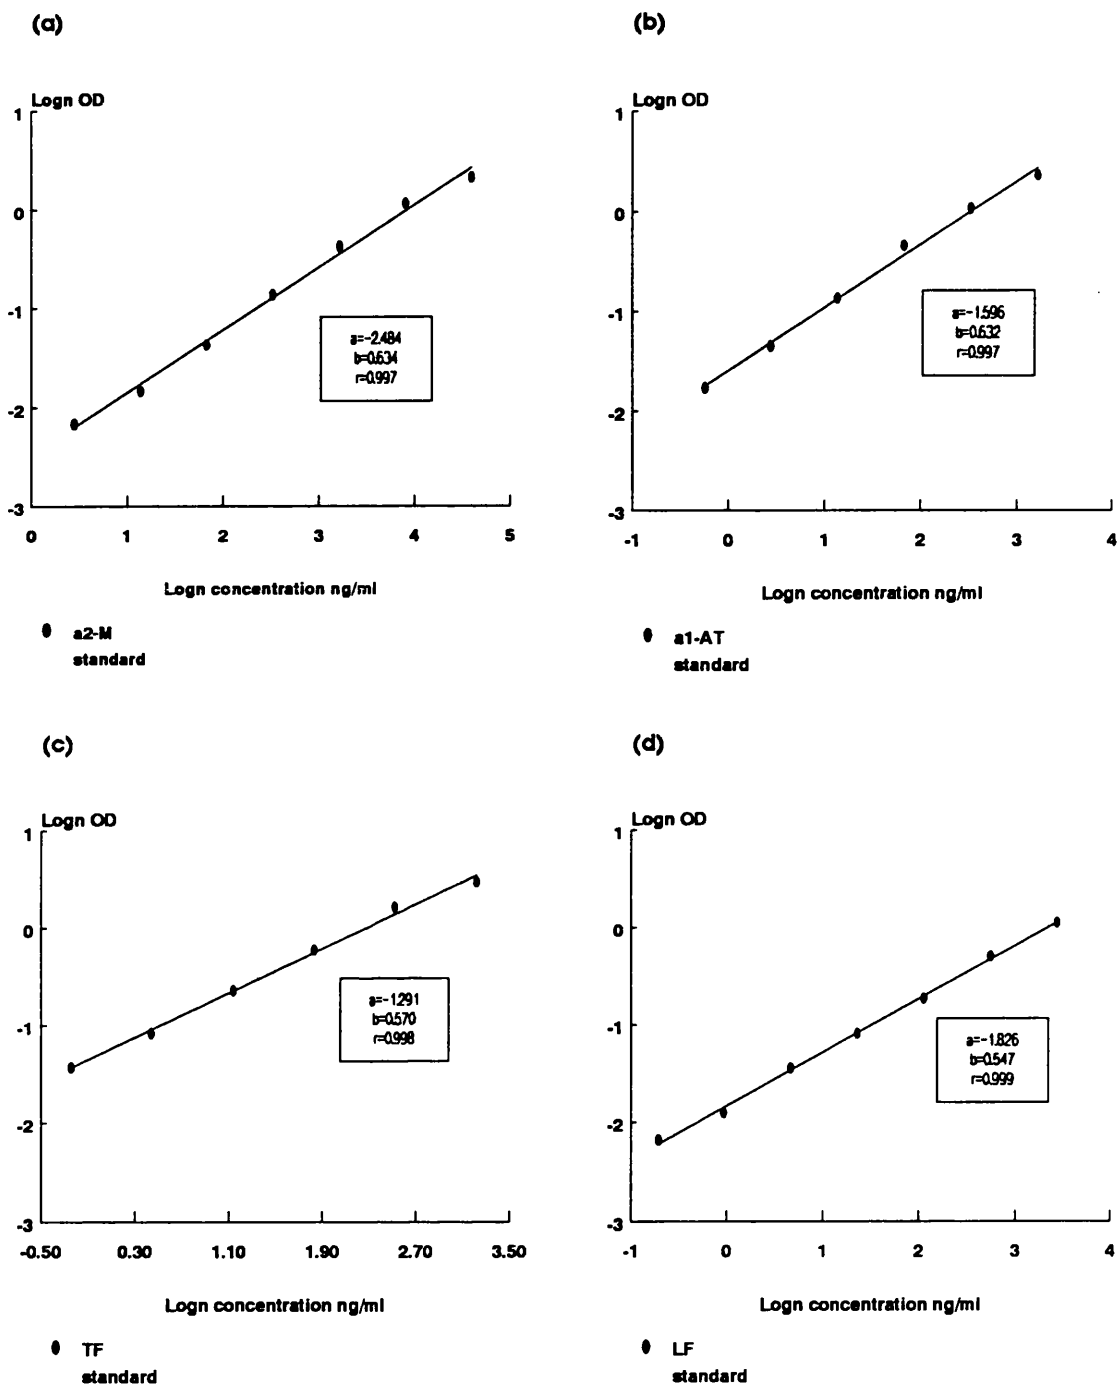 (a)
Logn OD
1
0
-1
-2
-3
0 1 2 3 4 5
a=-2.484
b=0.634
r=0.997
Logn concentration ng/ml
a2-M
standard
(b)
Logn OD
1
0
-1
-2
-3
-1 0 1 2 3 4
a=-1.596
b=0.632
r=0.997
Logn concentration ng/ml
a1-AT
standard
(c)
Logn OD
1
0
-1
-2
-3
-0.50 0.30 1.10 1.90 2.70 3.50
a=-1.291
b=0.570
r=0.998
Logn concentration ng/ml
TF
standard
(d)
Logn OD
1
0
-1
-2
-3
-1 0 1 2 3 4
a=-1.826
b=0.547
r=0.999
Logn concentration ng/ml
LF
standard